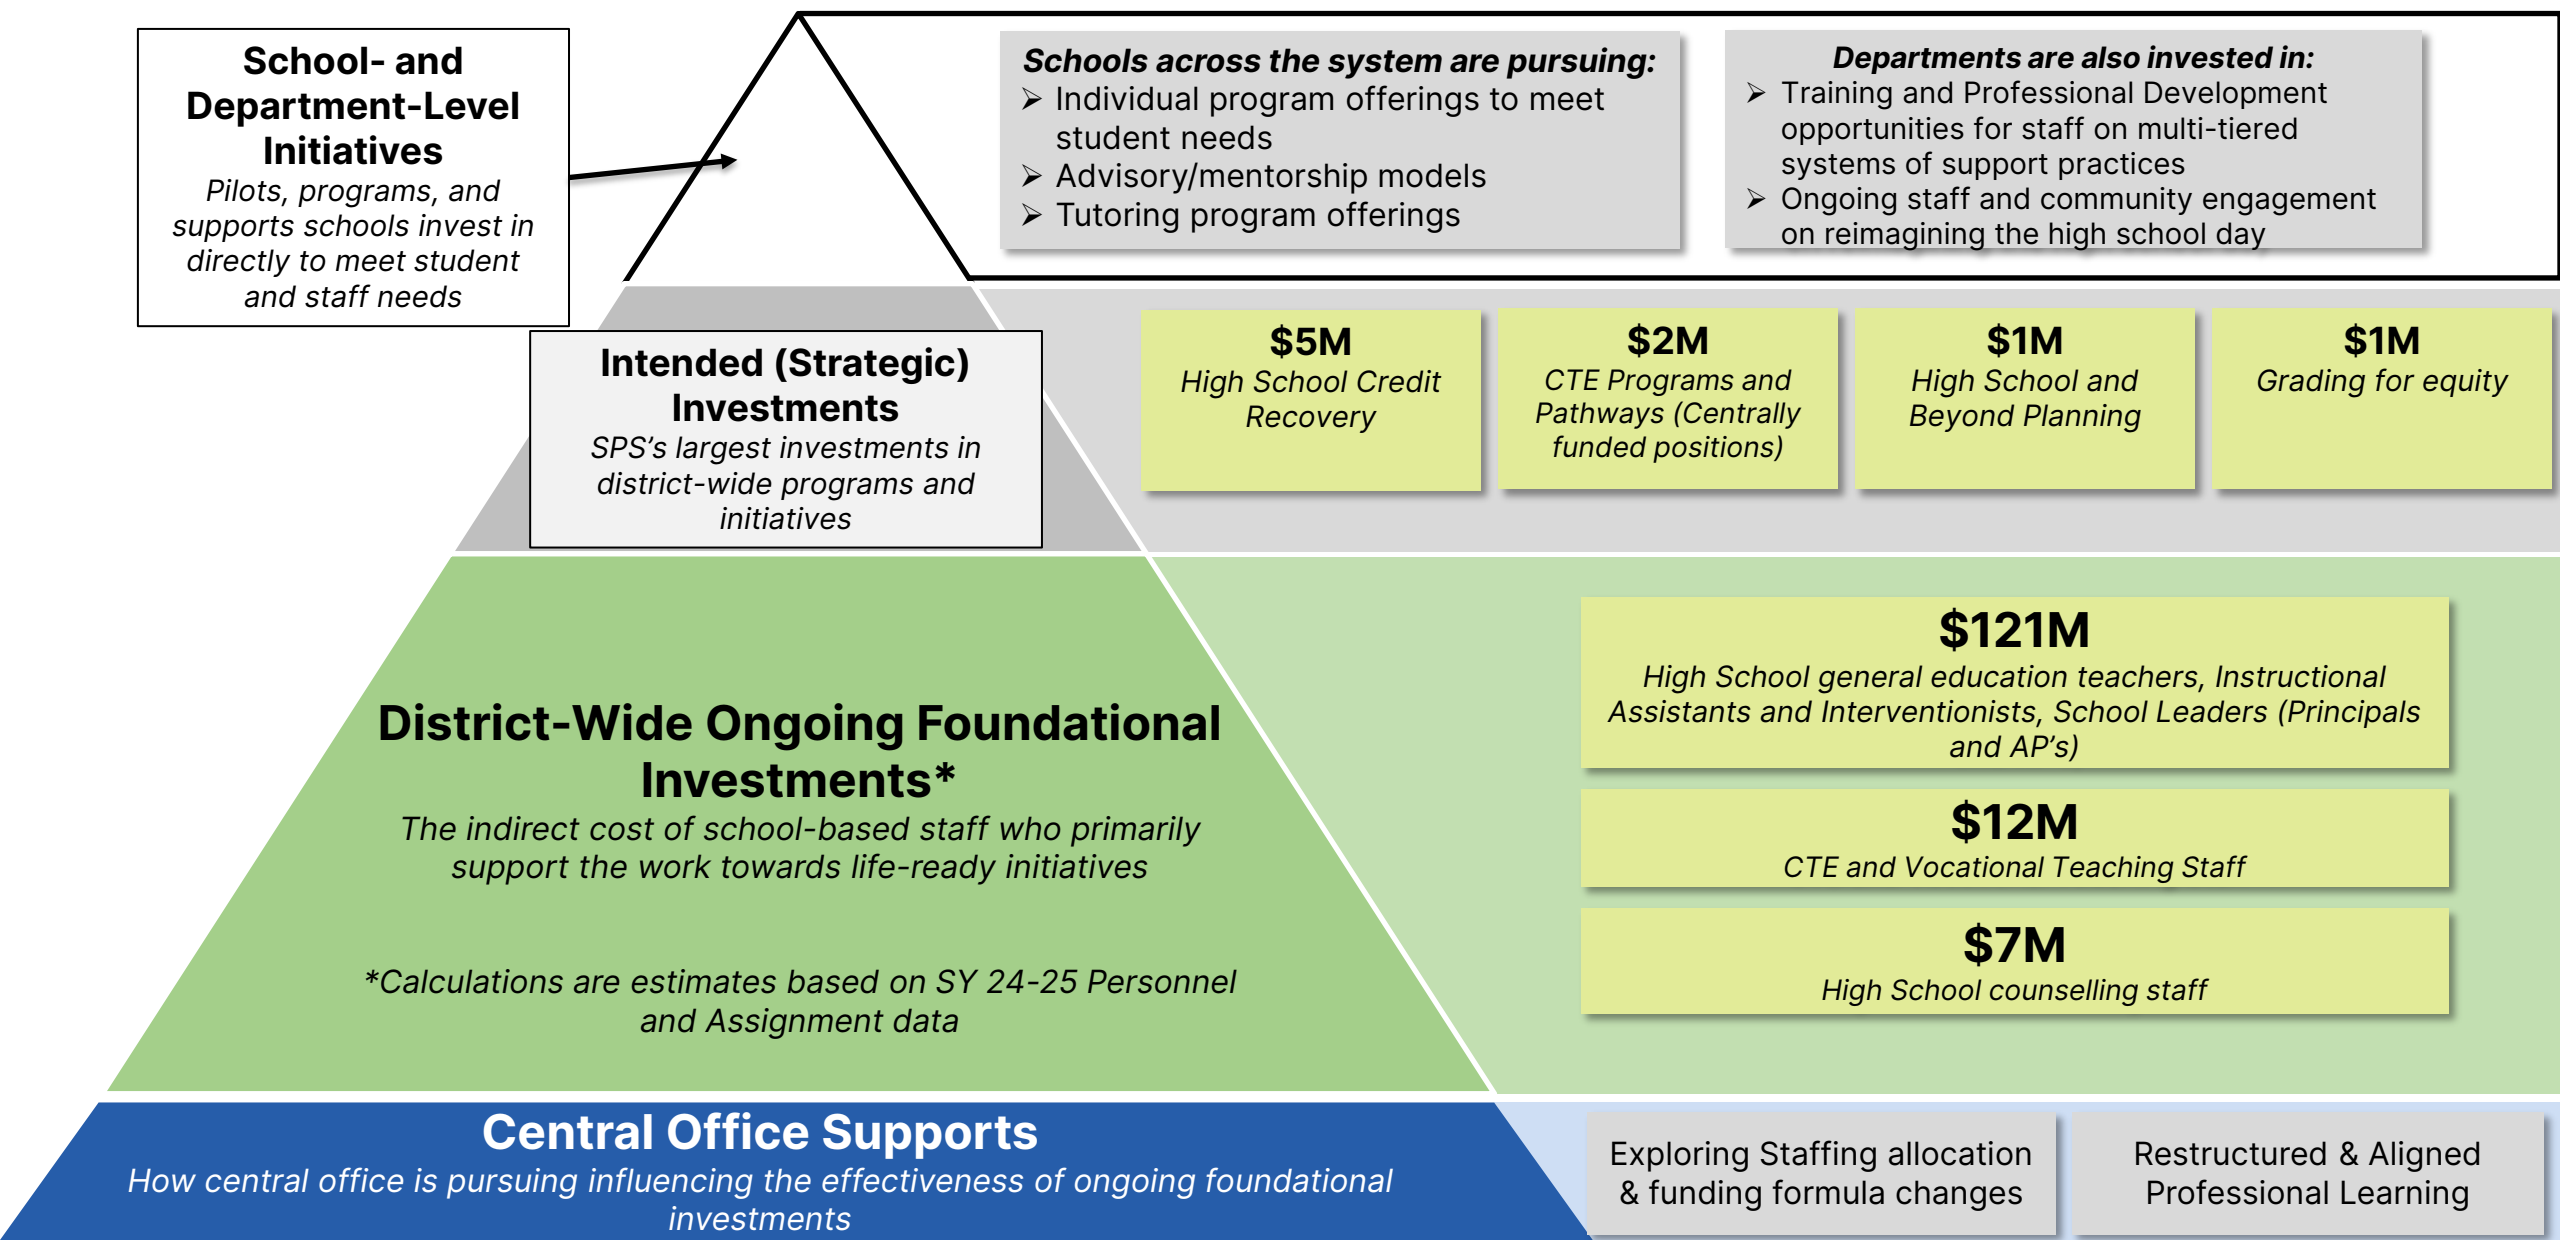 School- and
Department-Level
Initiatives
Pilots, programs, and
supports schools invest in
directly to meet student
and staff needs
Schools across the system are pursuing:
➢ Individual program offerings to meet
student needs
➢ Advisory/mentorship models
➢ Tutoring program offerings
Departments are also invested in:
➢ Training and Professional Development
opportunities for staff on multi-tiered
systems of support practices
➢ Ongoing staff and community engagement
on reimagining the high school day
Intended (Strategic)
Investments
SPS’s largest investments in
district-wide programs and
initiatives
$5M
High School Credit
Recovery
$2M
CTE Programs and
Pathways (Centrally
funded positions)
$1M
High School and
Beyond Planning
$1M
Grading for equity
District-Wide Ongoing Foundational
Investments*
The indirect cost of school-based staff who primarily
support the work towards life-ready initiatives
*Calculations are estimates based on SY 24-25 Personnel
and Assignment data
$121M
High School general education teachers, Instructional
Assistants and Interventionists, School Leaders (Principals
and AP’s)
$12M
CTE and Vocational Teaching Staff
$7M
High School counselling staff
Central Office Supports
How central office is pursuing influencing the effectiveness of ongoing foundational
investments
Exploring Staffing allocation
& funding formula changes
Restructured & Aligned
Professional Learning